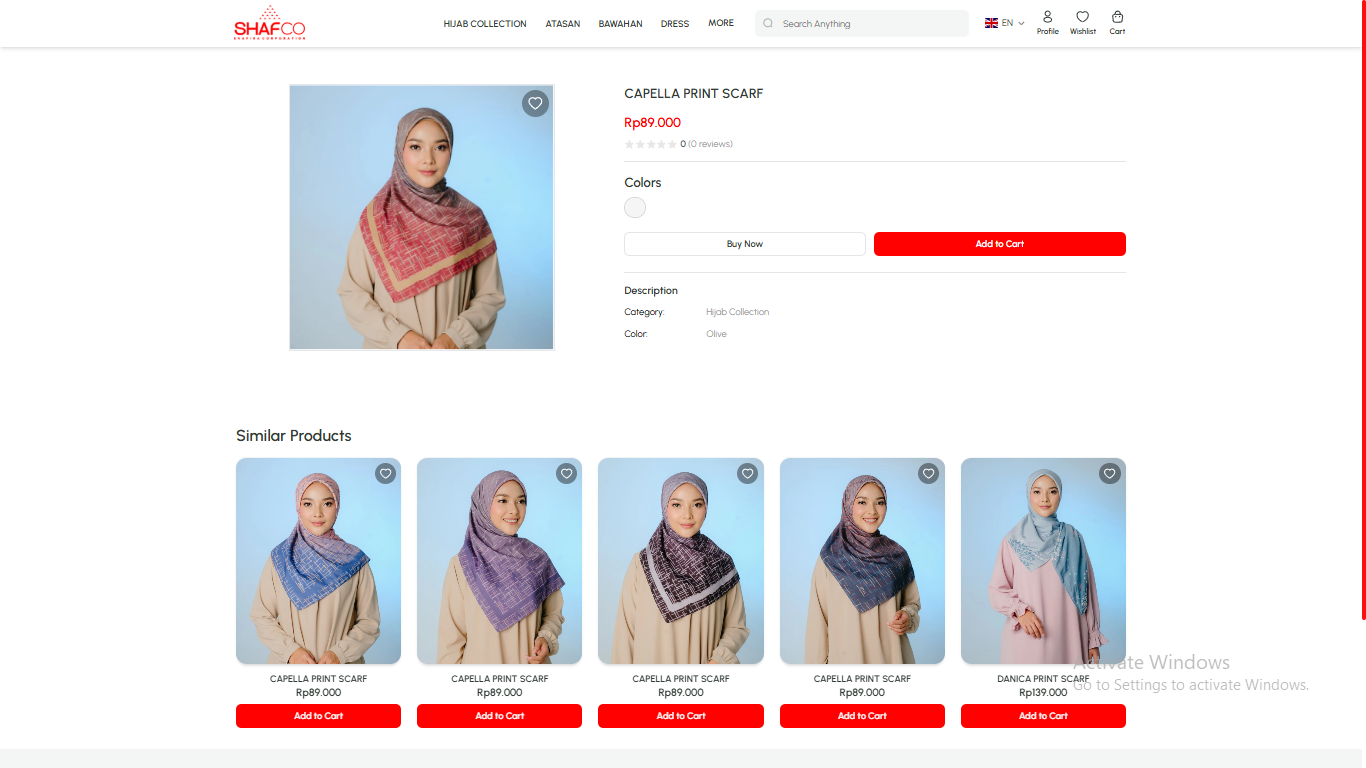 SHAFCO
HIJAB COLLECTION ATASAN BAWAHAN DRESS MORE
Search Anything
EN
Profile Wishlist Cart
CAPELLA PRINT SCARF
Rp89.000
0 (0 reviews)
Colors
Buy Now Add to Cart
Description
Category: Hijab Collection
Color: Olive
Similar Products
CAPELLA PRINT SCARF
Rp89.000
Add to Cart
CAPELLA PRINT SCARF
Rp89.000
Add to Cart
CAPELLA PRINT SCARF
Rp89.000
Add to Cart
CAPELLA PRINT SCARF
Rp89.000
Add to Cart
DANICA PRINT SCARF
Rp139.000
Add to Cart
Activate Windows
Go to Settings to activate Windows.